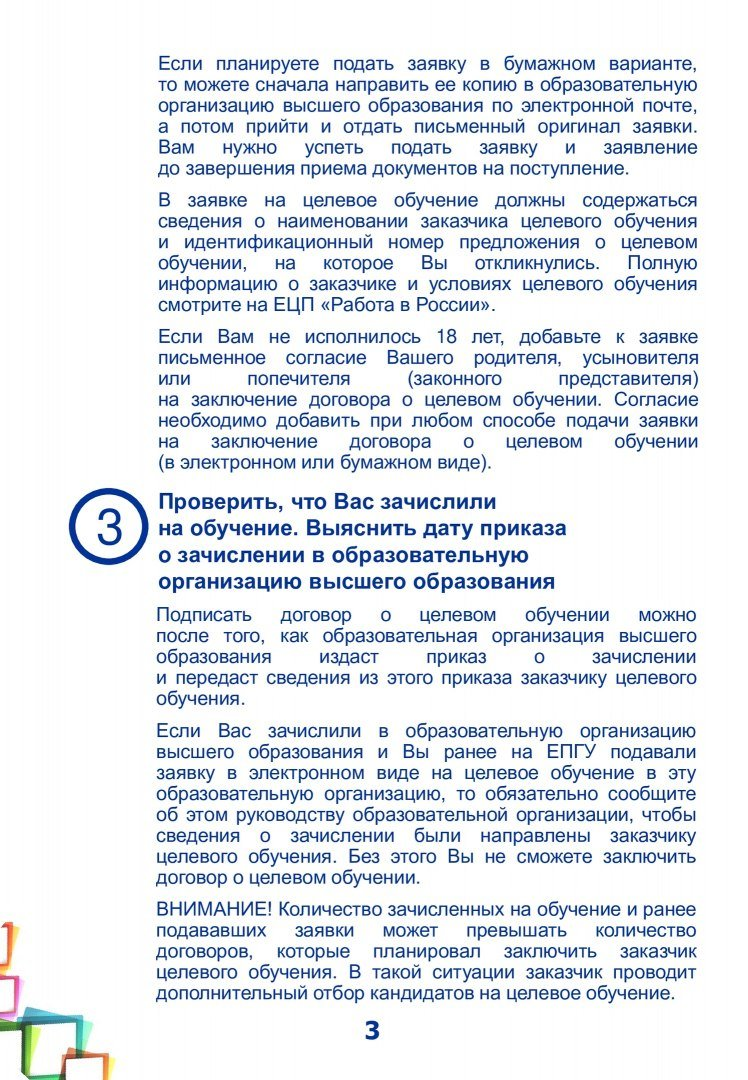 Если планируете подать заявку в бумажном варианте,
то можете сначала направить ее копию в образовательную
организацию высшего образования по электронной почте,
а потом прийти и отдать письменный оригинал заявки.
Вам нужно успеть подать заявку и заявление
до завершения приема документов на поступление.
В заявке на целевое обучение должны содержаться
сведения о наименовании заказчика целевого обучения
и идентификационный номер предложения о целевом
обучении, на которое Вы откликнулись. Полную
информацию о заказчике и условиях целевого обучения
смотрите на ЕЦП «Работа в России».
Если Вам не исполнилось 18 лет, добавьте к заявке
письменное согласие Вашего родителя, усыновителя
или попечителя (законного представителя)
на заключение договора о целевом обучении. Согласие
необходимо добавить при любом способе подачи заявки
на заключение договора о целевом обучении
(в электронном или бумажном виде).
3
Проверить, что Вас зачислили
на обучение. Выяснить дату приказа
о зачислении в образовательную
организацию высшего образования
Подписать договор о целевом обучении можно
после того, как образовательная организация высшего
образования издаст приказ о зачислении
и передаст сведения из этого приказа заказчику целевого
обучения.
Если Вас зачислили в образовательную организацию
высшего образования и Вы ранее на ЕПГУ подавали
заявку в электронном виде на целевое обучение в эту
образовательную организацию, то обязательно сообщите
об этом руководству образовательной организации, чтобы
сведения о зачислении были направлены заказчику
целевого обучения. Без этого Вы не сможете заключить
договор о целевом обучении.
ВНИМАНИЕ! Количество зачисленных на обучение и ранее
подававших заявки может превышать количество
договоров, которые планировал заключить заказчик
целевого обучения. В такой ситуации заказчик проводит
дополнительный отбор кандидатов на целевое обучение.
3